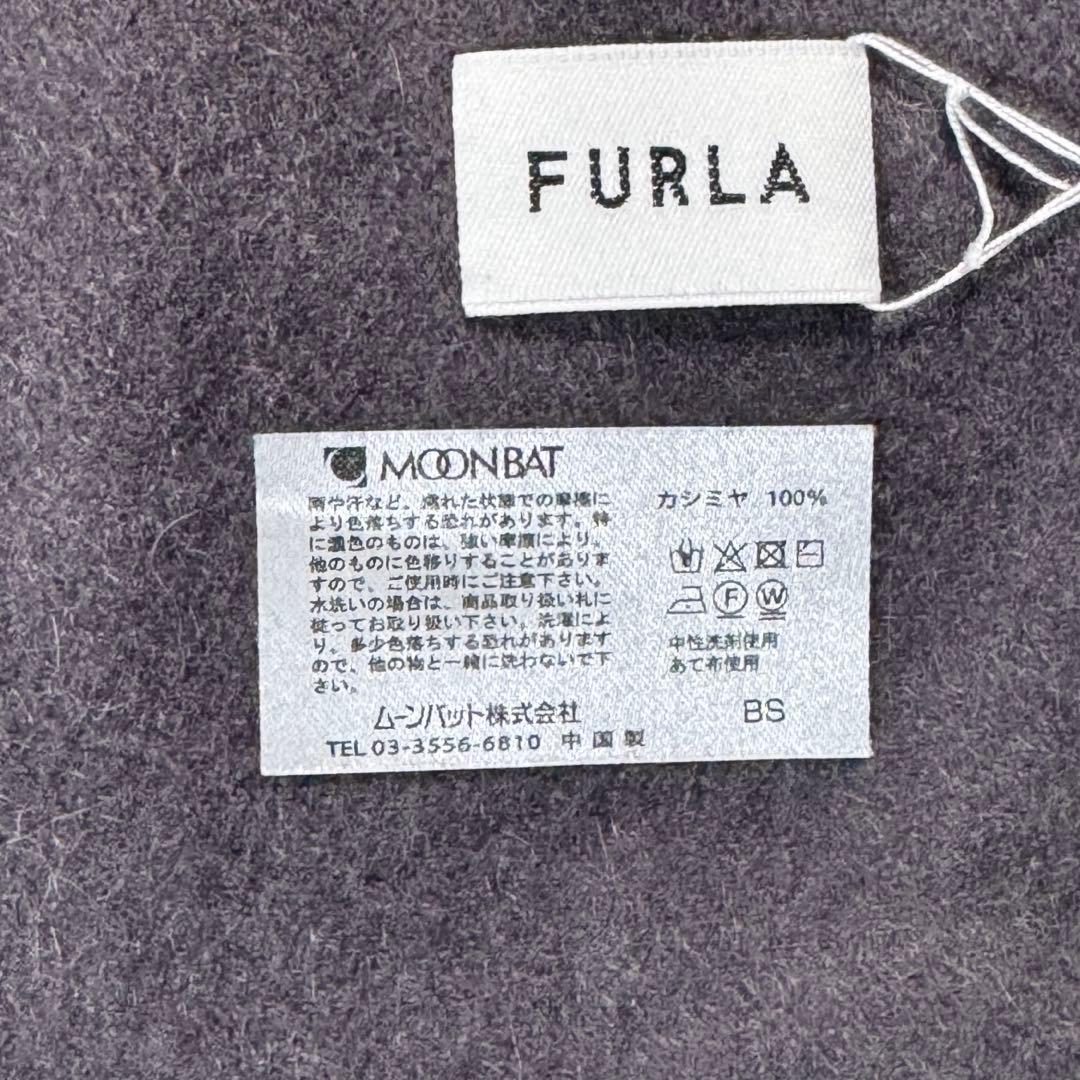 FURLA
MOONBAT
雨や汗など、濡れた状態での摩擦に
より色落ちする恐れがあります。特
に濃色のものは、強い摩擦により、
他のものに色移りすることがありま
すので、ご使用時にご注意下さい。
水洗いの場合は、商品取り扱い札に
従ってお取り扱い下さい。洗濯によ
り、多少色落ちする恐れがあります
ので、他の物と一緒に洗わないで下
さい。
ムーンバット株式会社
TEL 03-3556-6810 中国製
カシミヤ 100%
F W
中性洗剤使用
あて布使用
BS